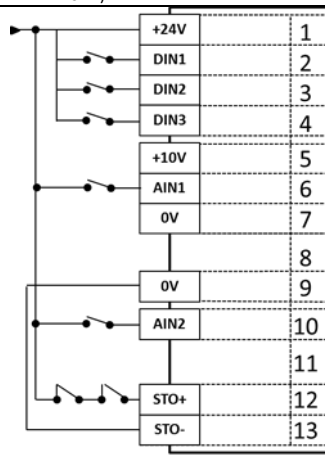 +24V 1
DIN1 2
DIN2 3
DIN3 4
+10V 5
AIN1 6
0V 7
8
0V 9
AIN2 10
11
STO+ 12
STO- 13